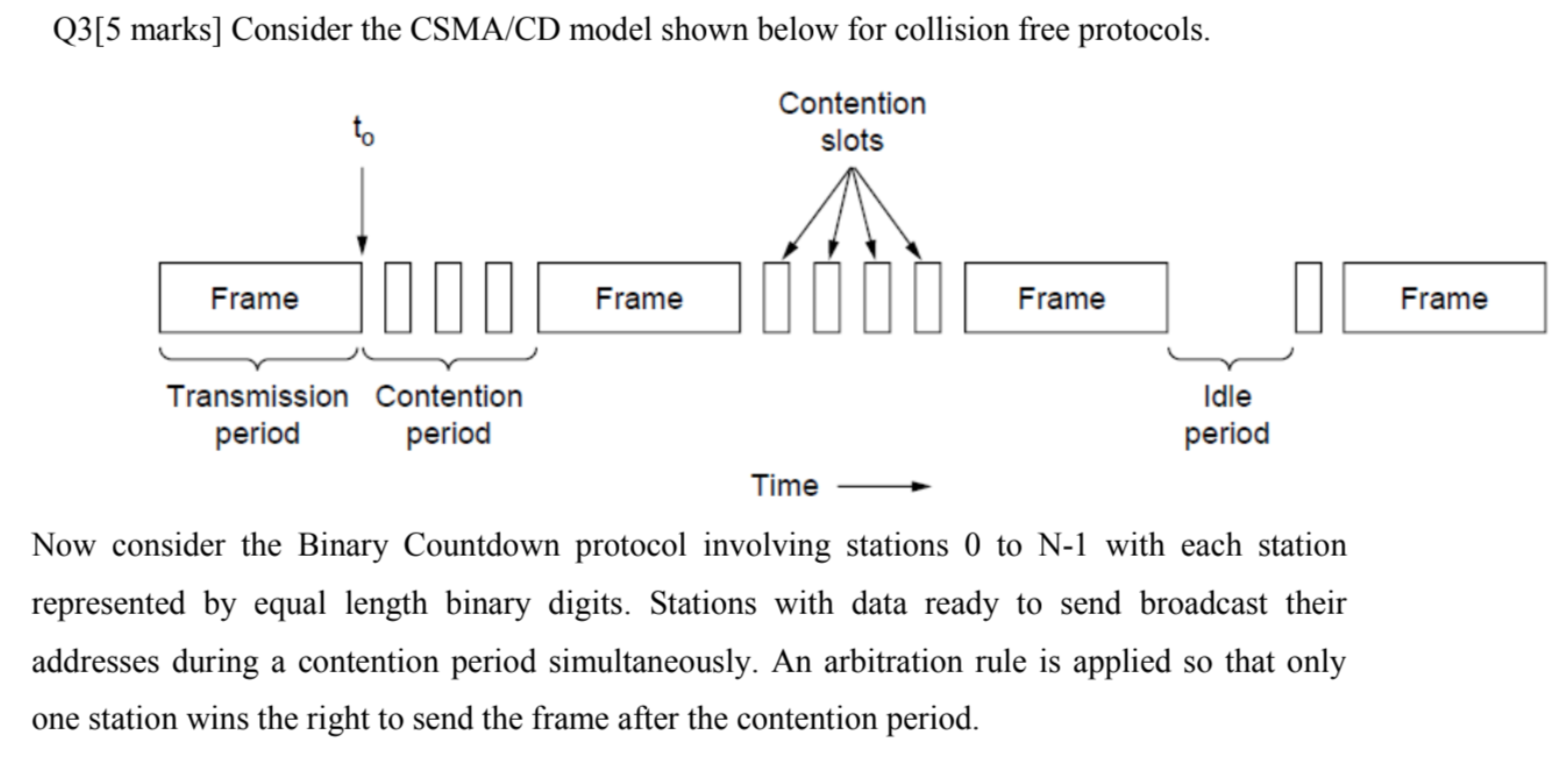 Q3[5 marks] Consider the CSMA/CD model shown below for collision free protocols.
Contention
slots
t0
Frame
Frame
Frame
Frame
Transmission
period
Contention
period
Idle
period
Time
Now consider the Binary Countdown protocol involving stations 0 to N-1 with each station
represented by equal length binary digits. Stations with data ready to send broadcast their
addresses during a contention period simultaneously. An arbitration rule is applied so that only
one station wins the right to send the frame after the contention period.